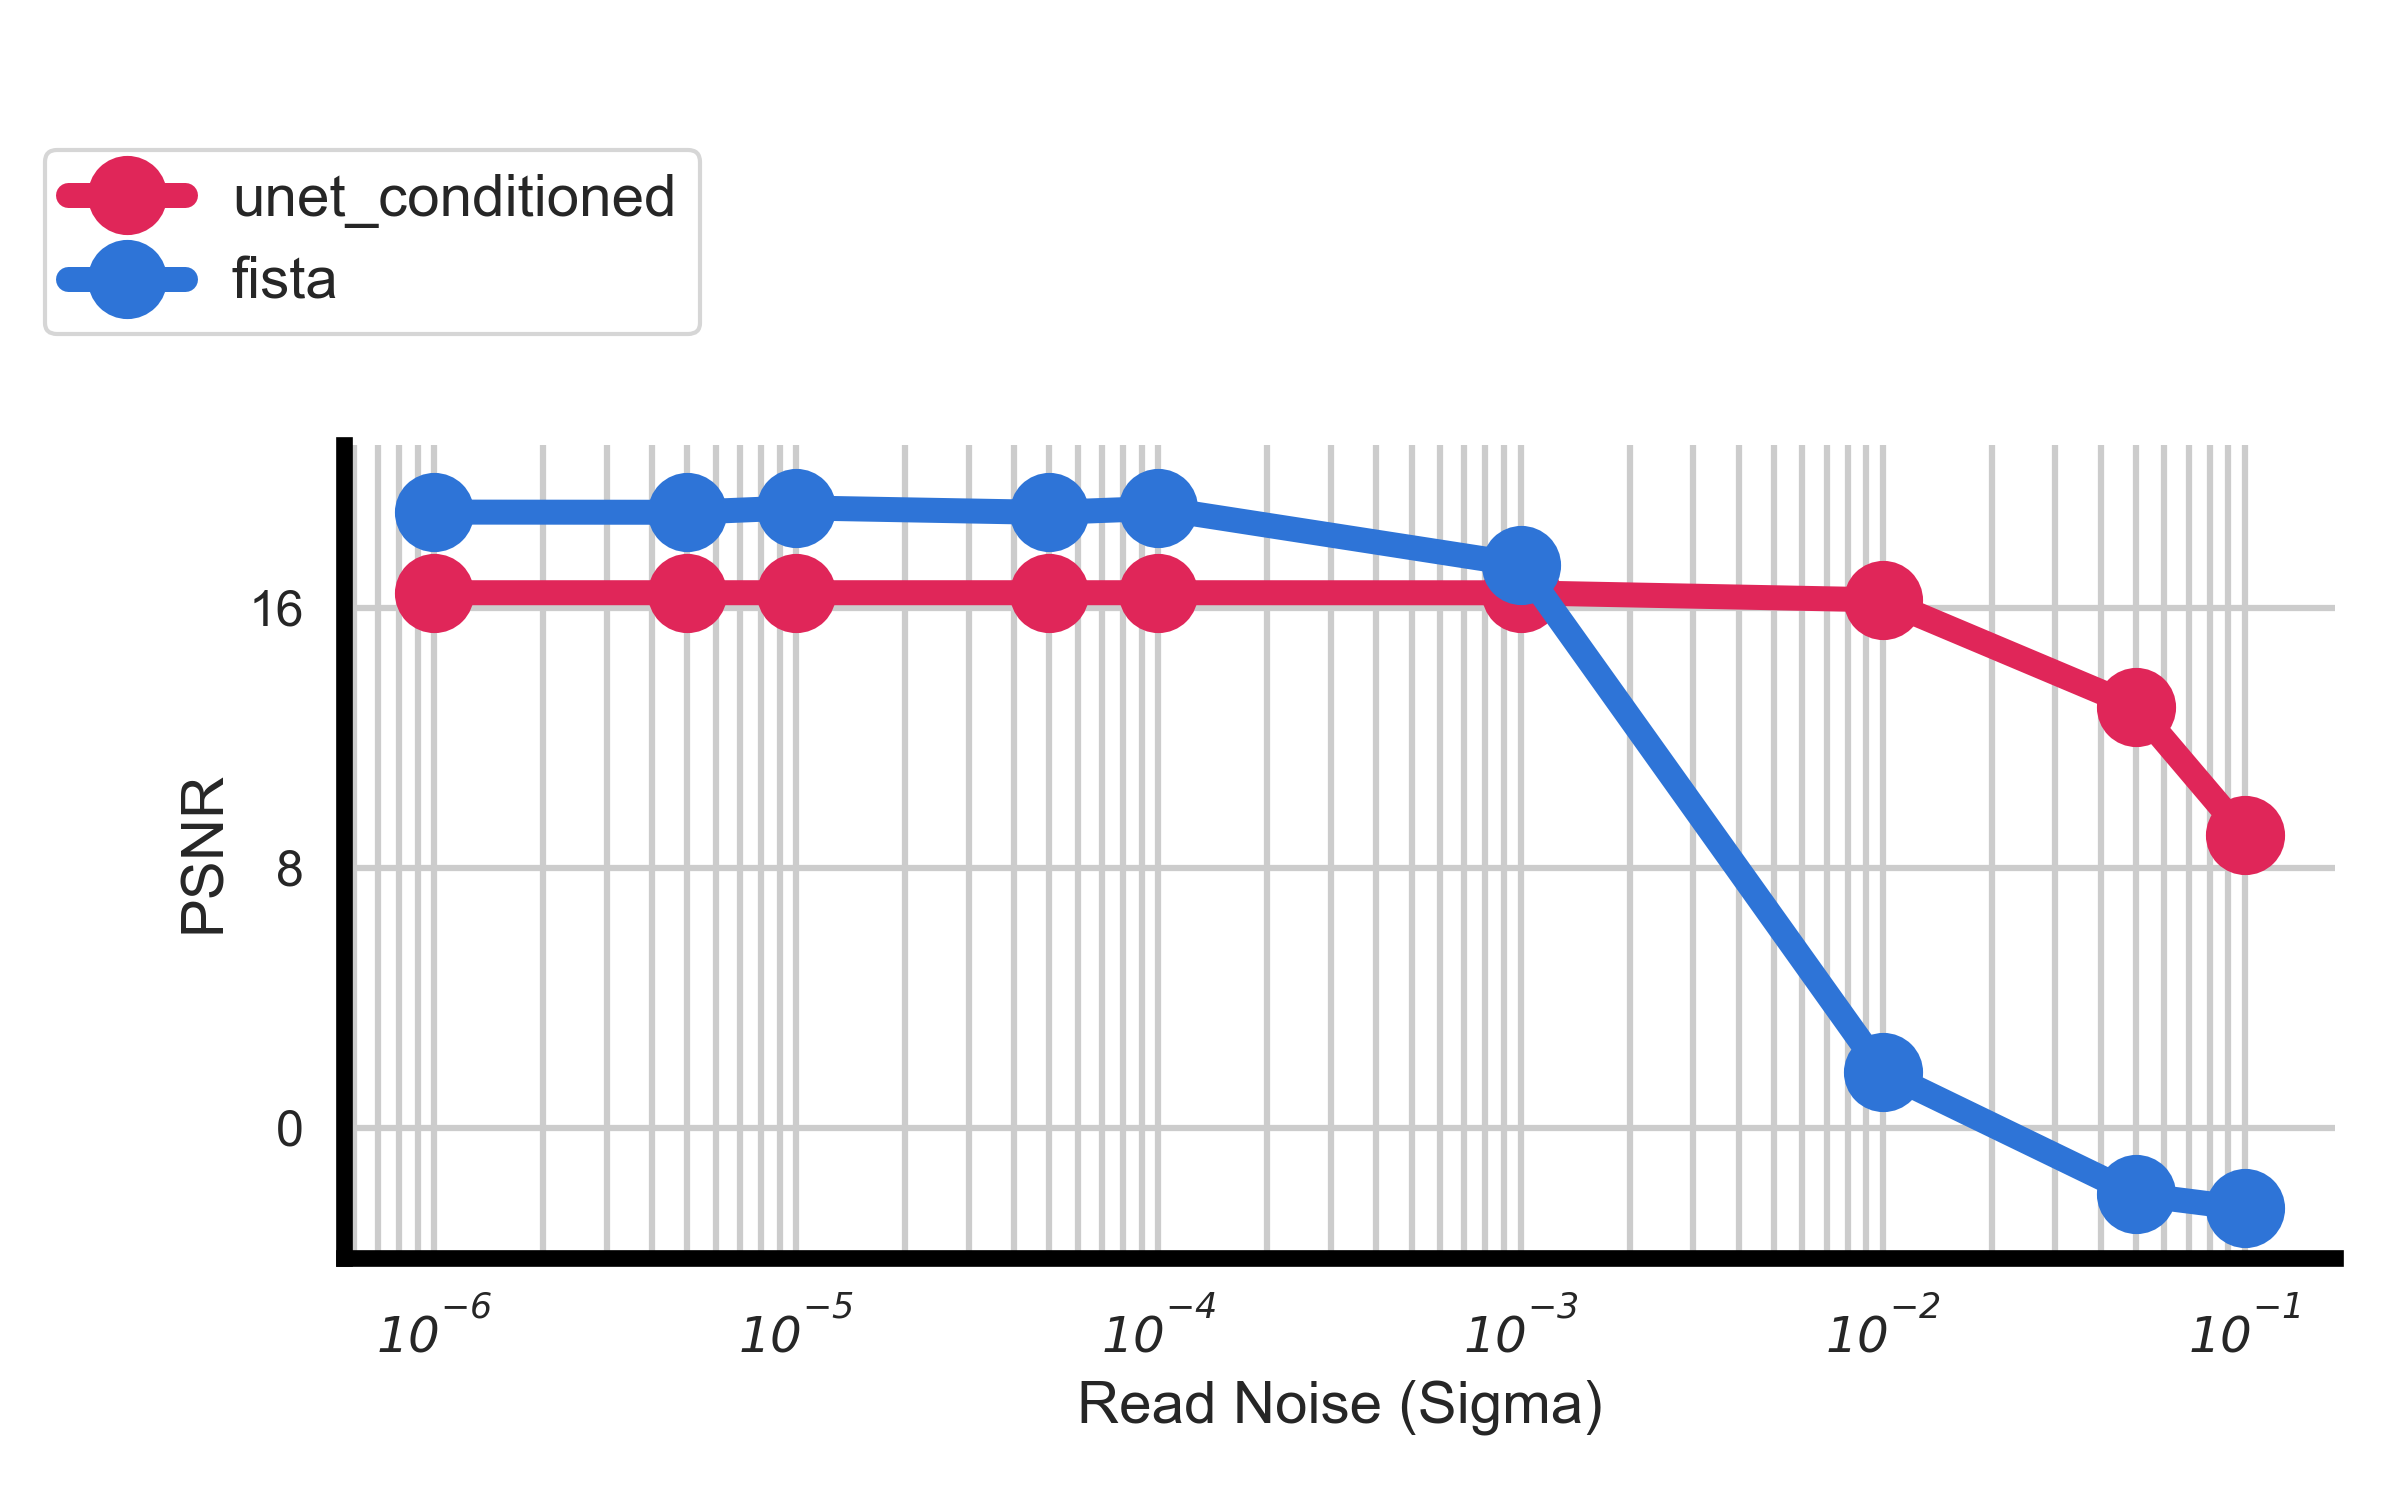 unet_conditioned
fista
PSNR
16
8
0
10⁻⁶ 10⁻⁵ 10⁻⁴ 10⁻³ 10⁻² 10⁻¹
Read Noise (Sigma)